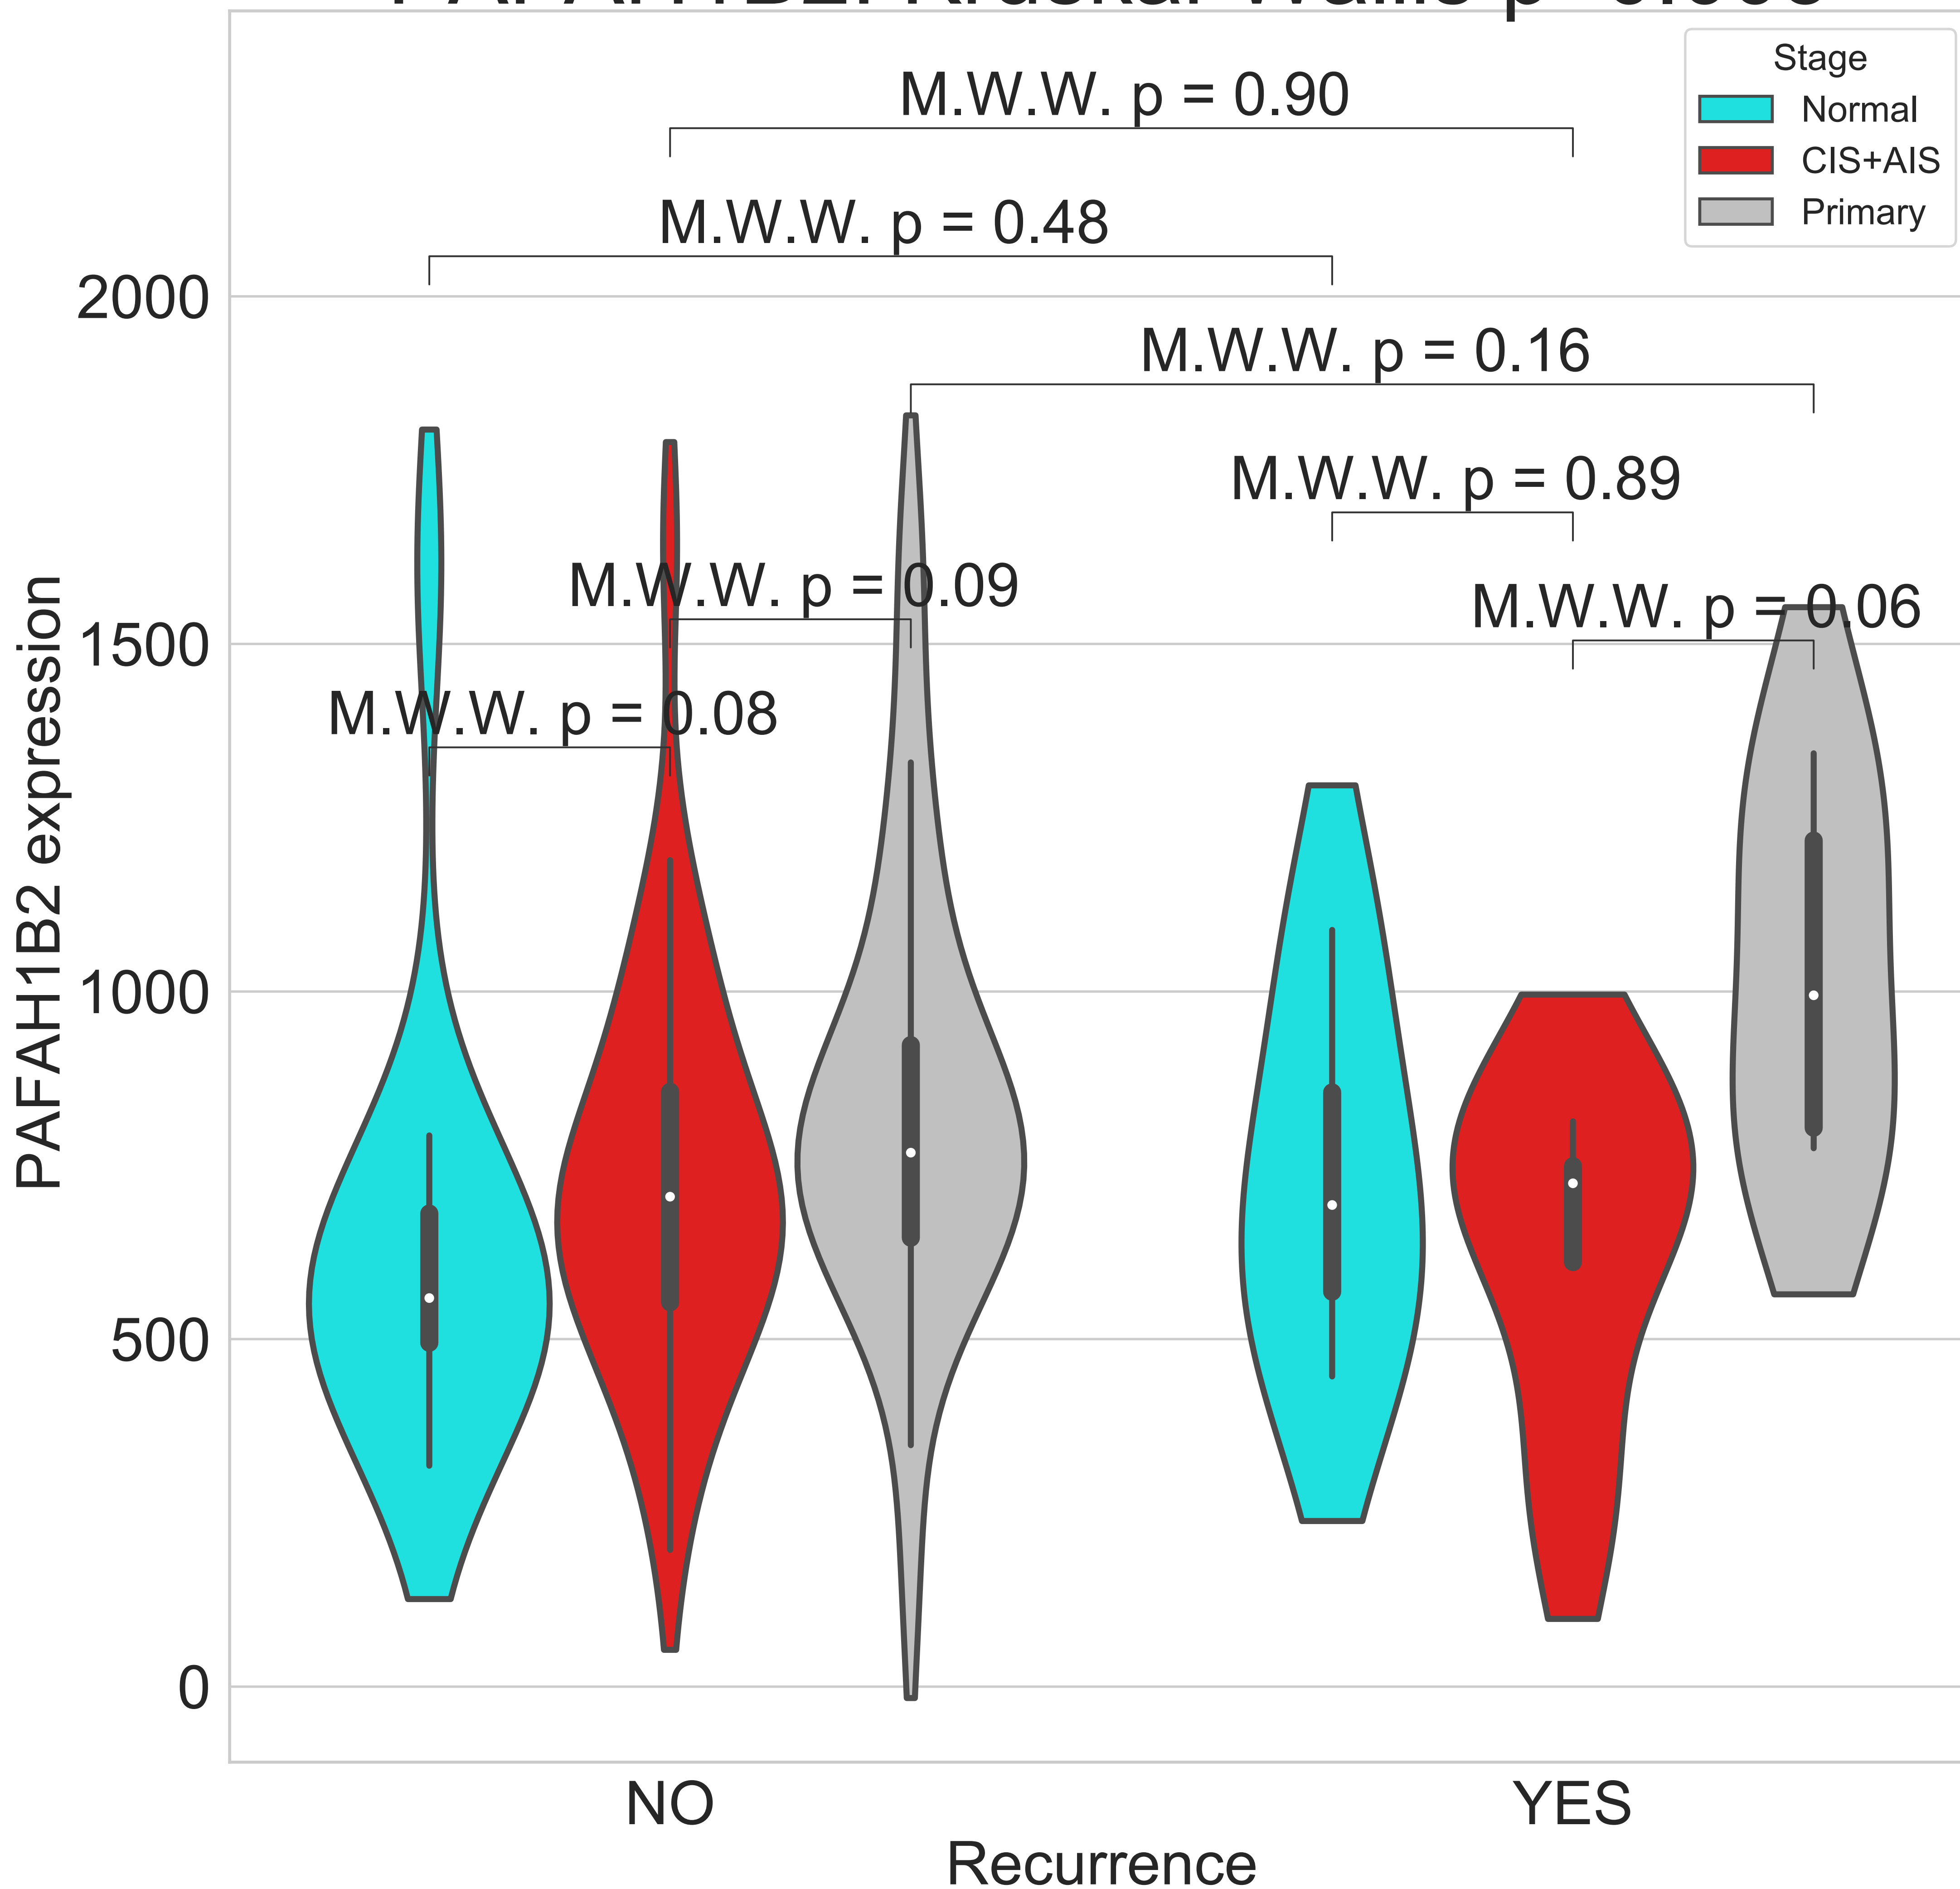 Stage
Normal
CIS+AIS
Primary
M.W.W. p = 0.90
M.W.W. p = 0.48
M.W.W. p = 0.16
M.W.W. p = 0.89
M.W.W. p = 0.09
M.W.W. p = 0.06
M.W.W. p = 0.08
PAFAH1B2 expression
2000
1500
1000
500
0
NO
YES
Recurrence